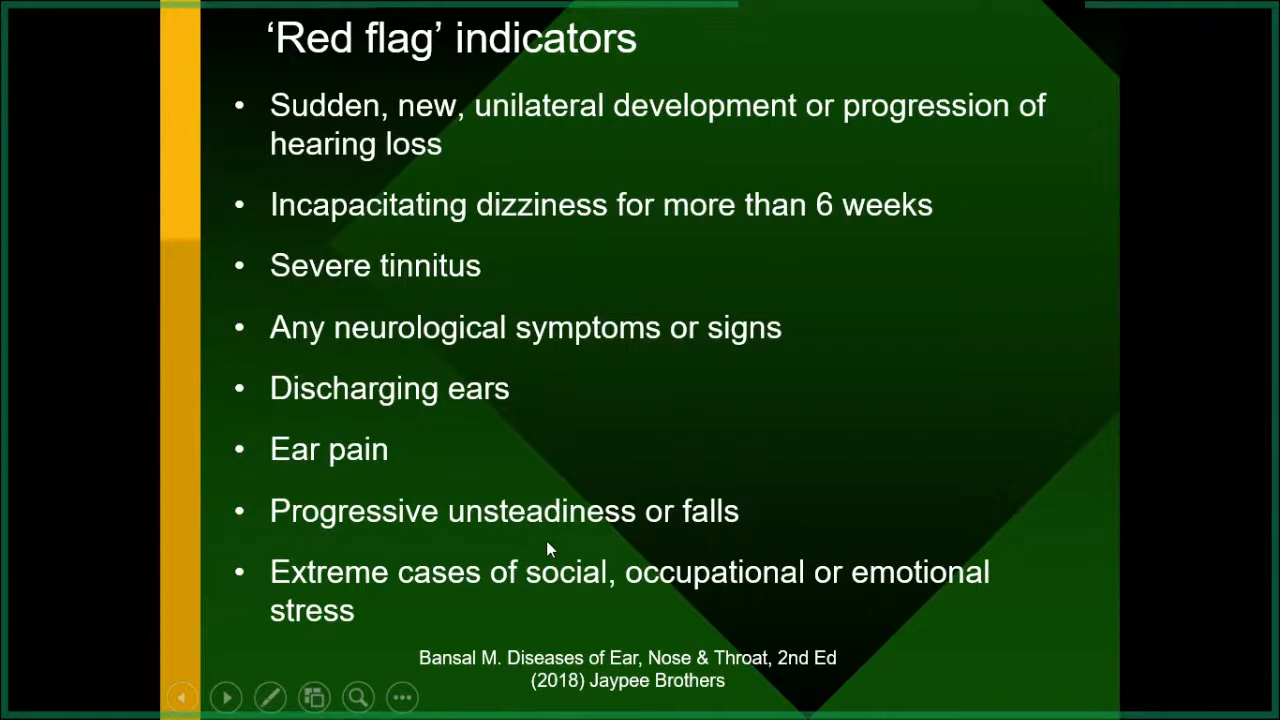 ‘Red flag’ indicators
• Sudden, new, unilateral development or progression of
hearing loss
• Incapacitating dizziness for more than 6 weeks
• Severe tinnitus
• Any neurological symptoms or signs
• Discharging ears
• Ear pain
• Progressive unsteadiness or falls
• Extreme cases of social, occupational or emotional
stress
Bansal M. Diseases of Ear, Nose & Throat, 2nd Ed
(2018) Jaypee Brothers